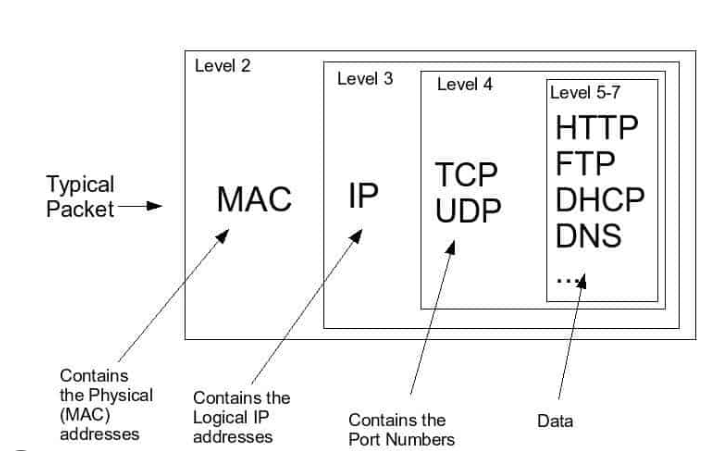 Level 2
Level 3
Level 4
Level 5-7
HTTP
FTP
DHCP
DNS
...
TCP
UDP
IP
MAC
Typical
Packet
Contains
the Physical
(MAC)
addresses
Contains the
Logical IP
addresses
Contains the
Port Numbers
Data